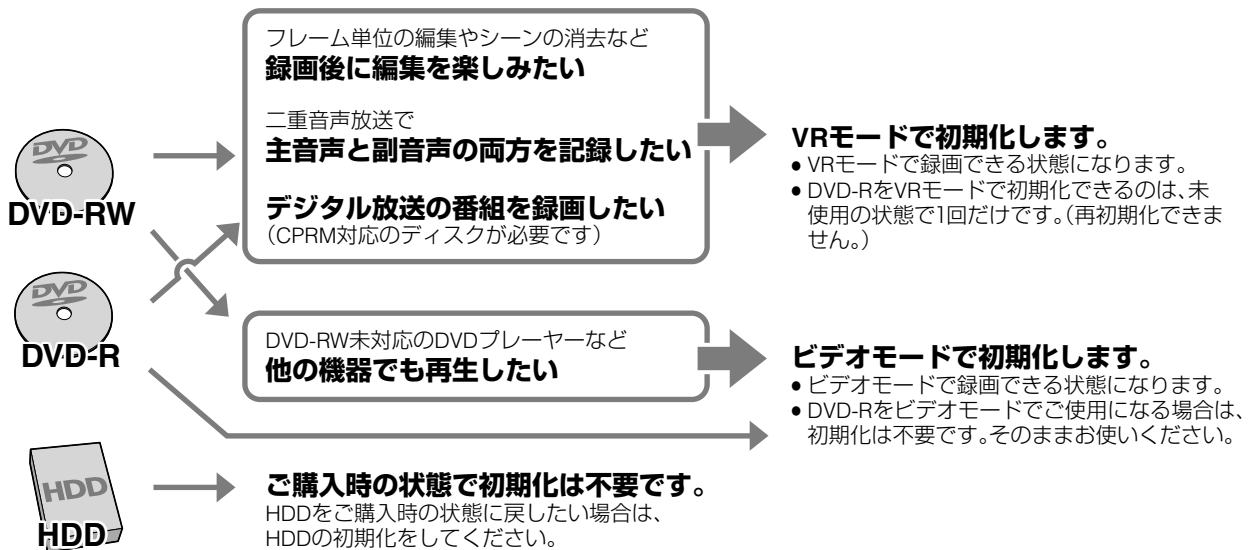 フレーム単位の編集やシーンの消去など
録画後に編集を楽しみたい
二重音声放送で
主音声と副音声の両方を記録したい
デジタル放送の番組を録画したい
（CPRM対応のディスクが必要です）
VRモードで初期化します。
• VRモードで録画できる状態になります。
• DVD-RをVRモードで初期化できるのは、未
使用の状態で1回だけです。（再初期化できま
せん。）
DVD
DVD-RW
DVD
DVD-R
DVD-RW未対応のDVDプレーヤーなど
他の機器でも再生したい
ビデオモードで初期化します。
• ビデオモードで録画できる状態になります。
• DVD-Rをビデオモードでご使用になる場合は、
初期化は不要です。そのままお使いください。
HDD
HDD
ご購入時の状態で初期化は不要です。
HDDをご購入時の状態に戻したい場合は、
HDDの初期化をしてください。